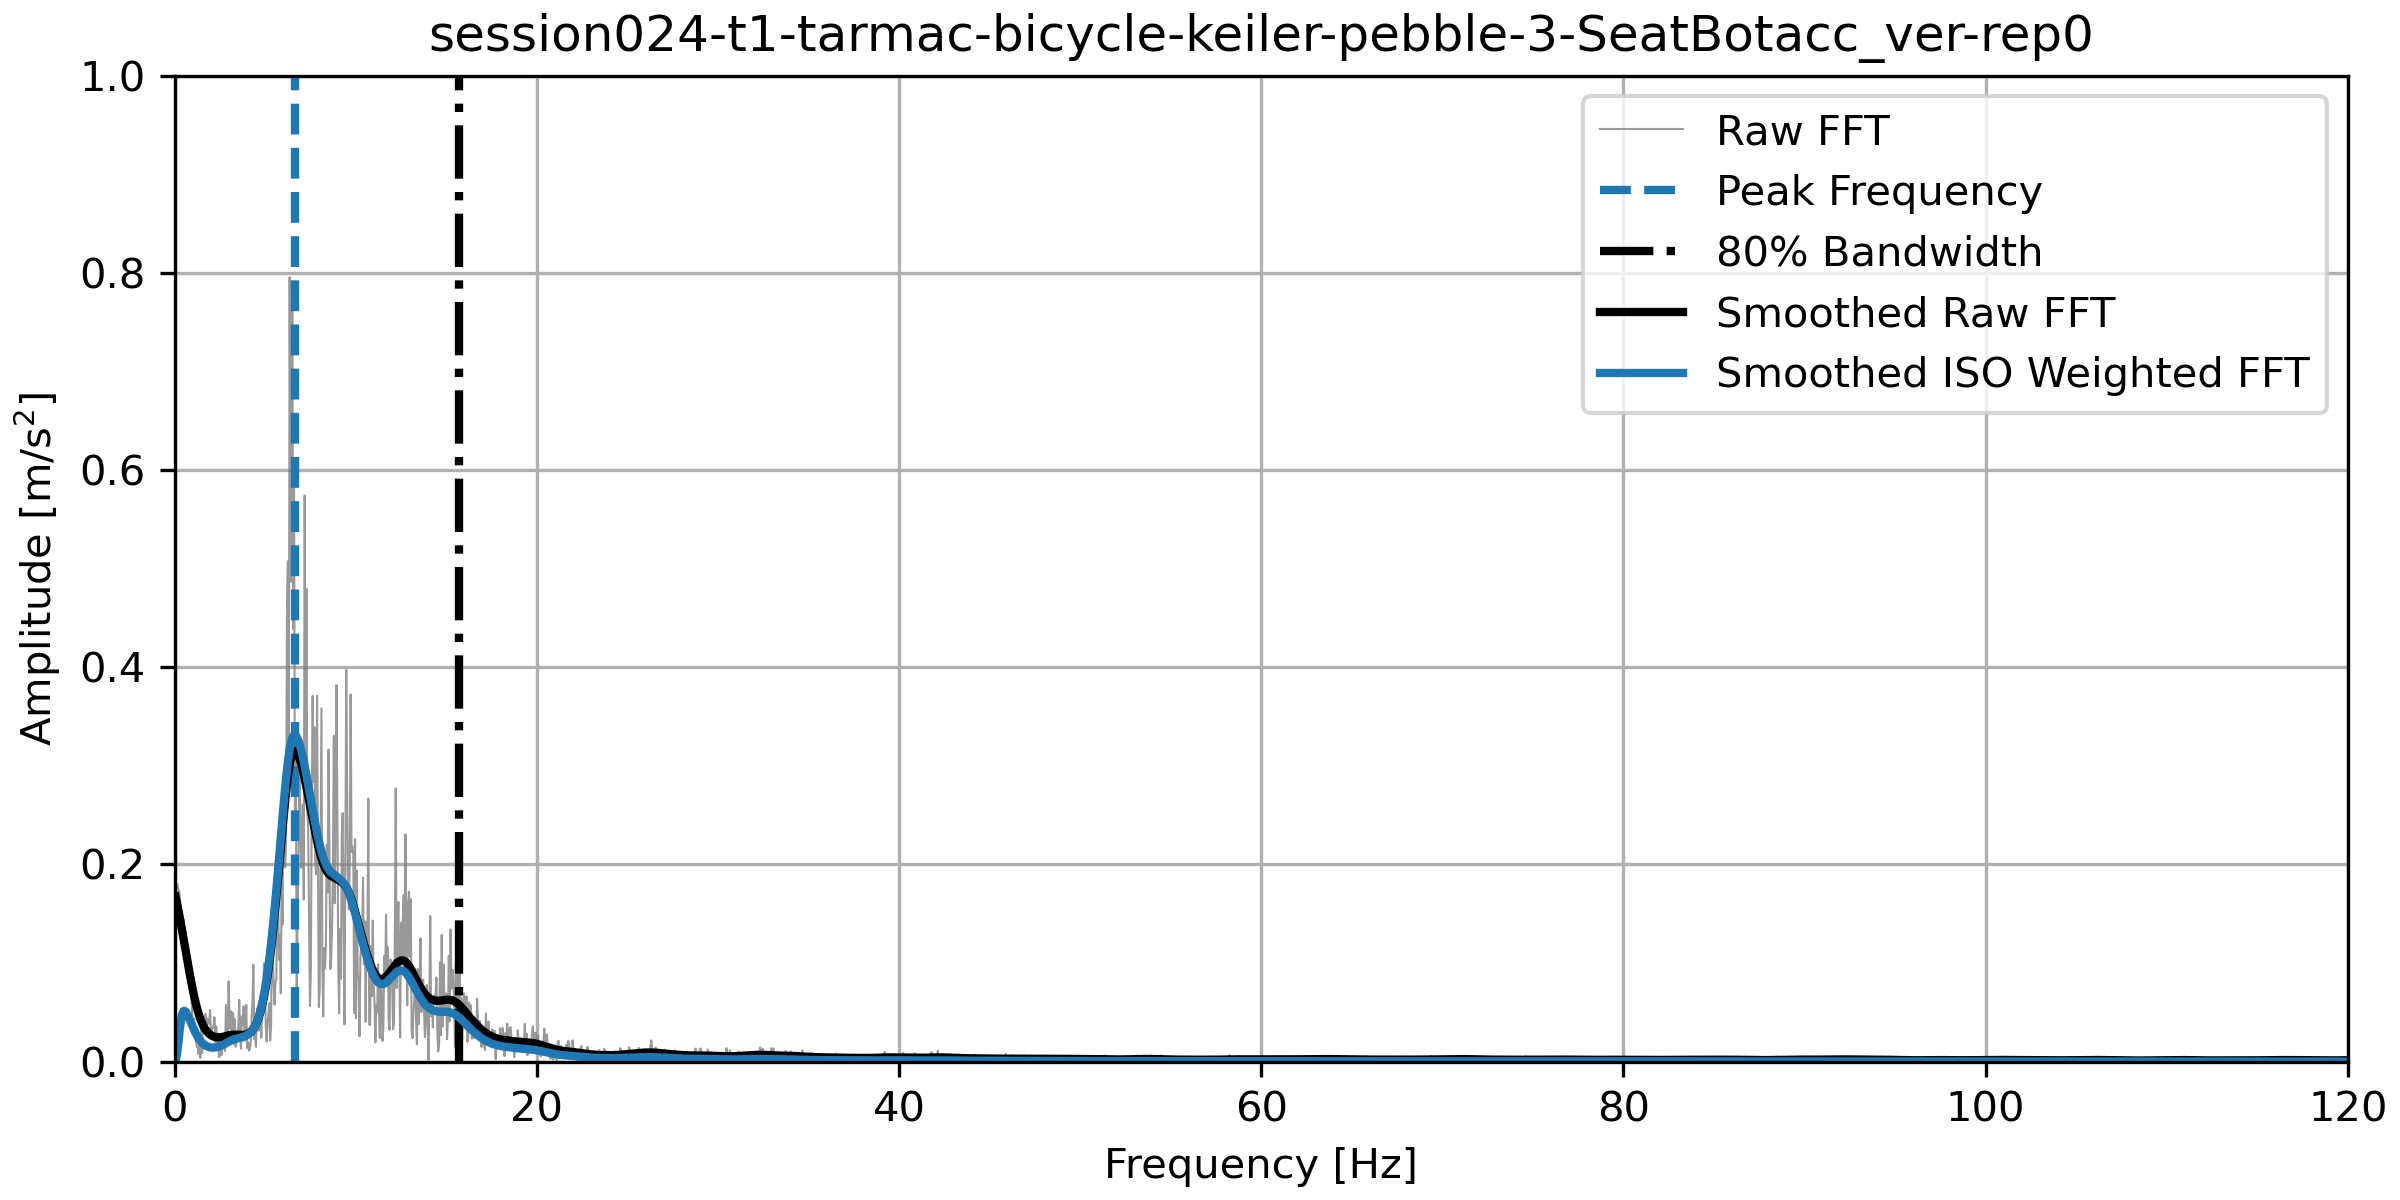 session024-t1-tarmac-bicycle-keiler-pebble-3-SeatBotacc_ver-rep0
1.0
0.8
0.6
0.4
0.2
0.0
Amplitude [m/s²]
Raw FFT
Peak Frequency
80% Bandwidth
Smoothed Raw FFT
Smoothed ISO Weighted FFT
0 20 40 60 80 100 120
Frequency [Hz]